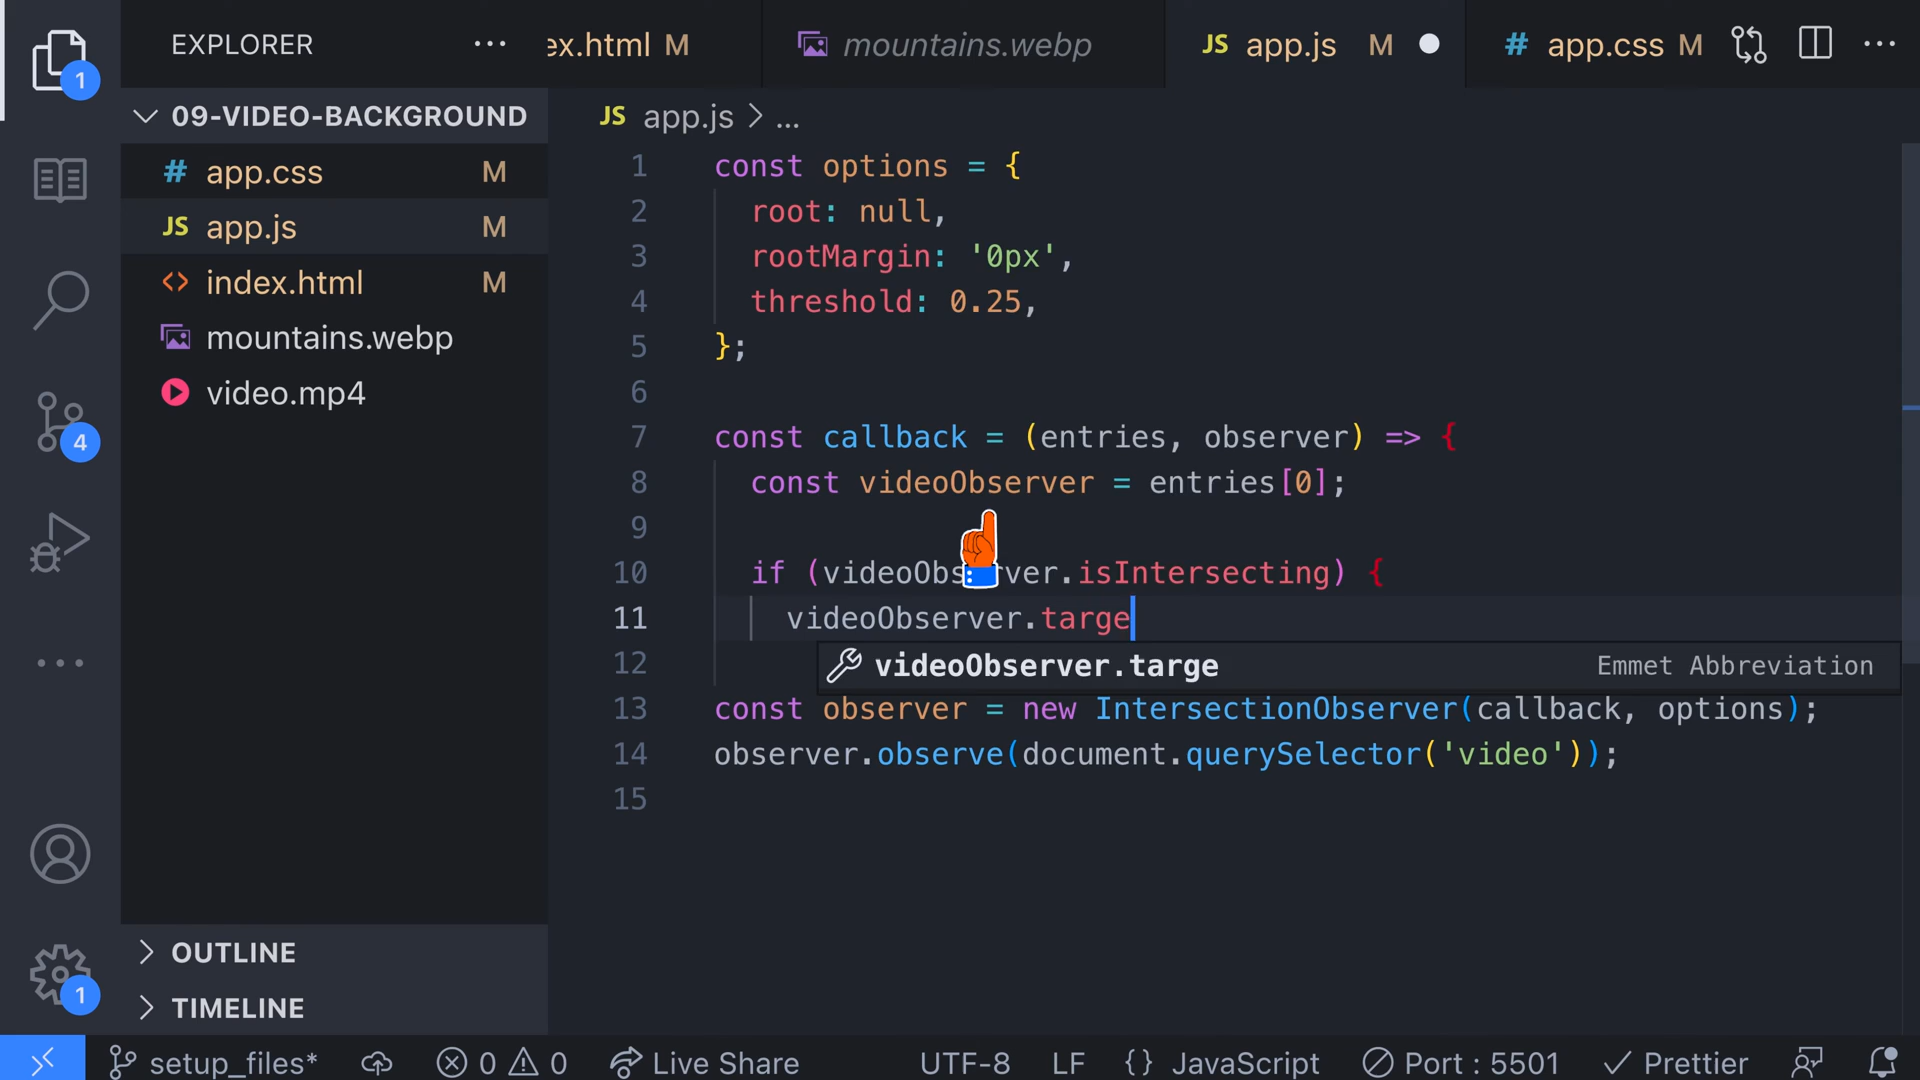 EXPLORER
ex.html M
mountains.webp
JS app.js M
# app.css M
1
09-VIDEO-BACKGROUND
# app.css M
JS app.js M
index.html M
mountains.webp
video.mp4
JS app.js > ...
1 const options = {
2 root: null,
3 rootMargin: '0px',
4 threshold: 0.25,
5 };
6
7 const callback = (entries, observer) => {
8 const videoObserver = entries[0];
9
10 if (videoObs rver.isIntersecting) {
11 videoObserver.targe
12
videoObserver.targe Emmet Abbreviation
13 const observer = new IntersectionObserver(callback, options);
14 observer.observe(document.querySelector('video'));
15
4
OUTLINE
1
TIMELINE
setup_files* 0 0 Live Share UTF-8 LF {} JavaScript Port : 5501 Prettier